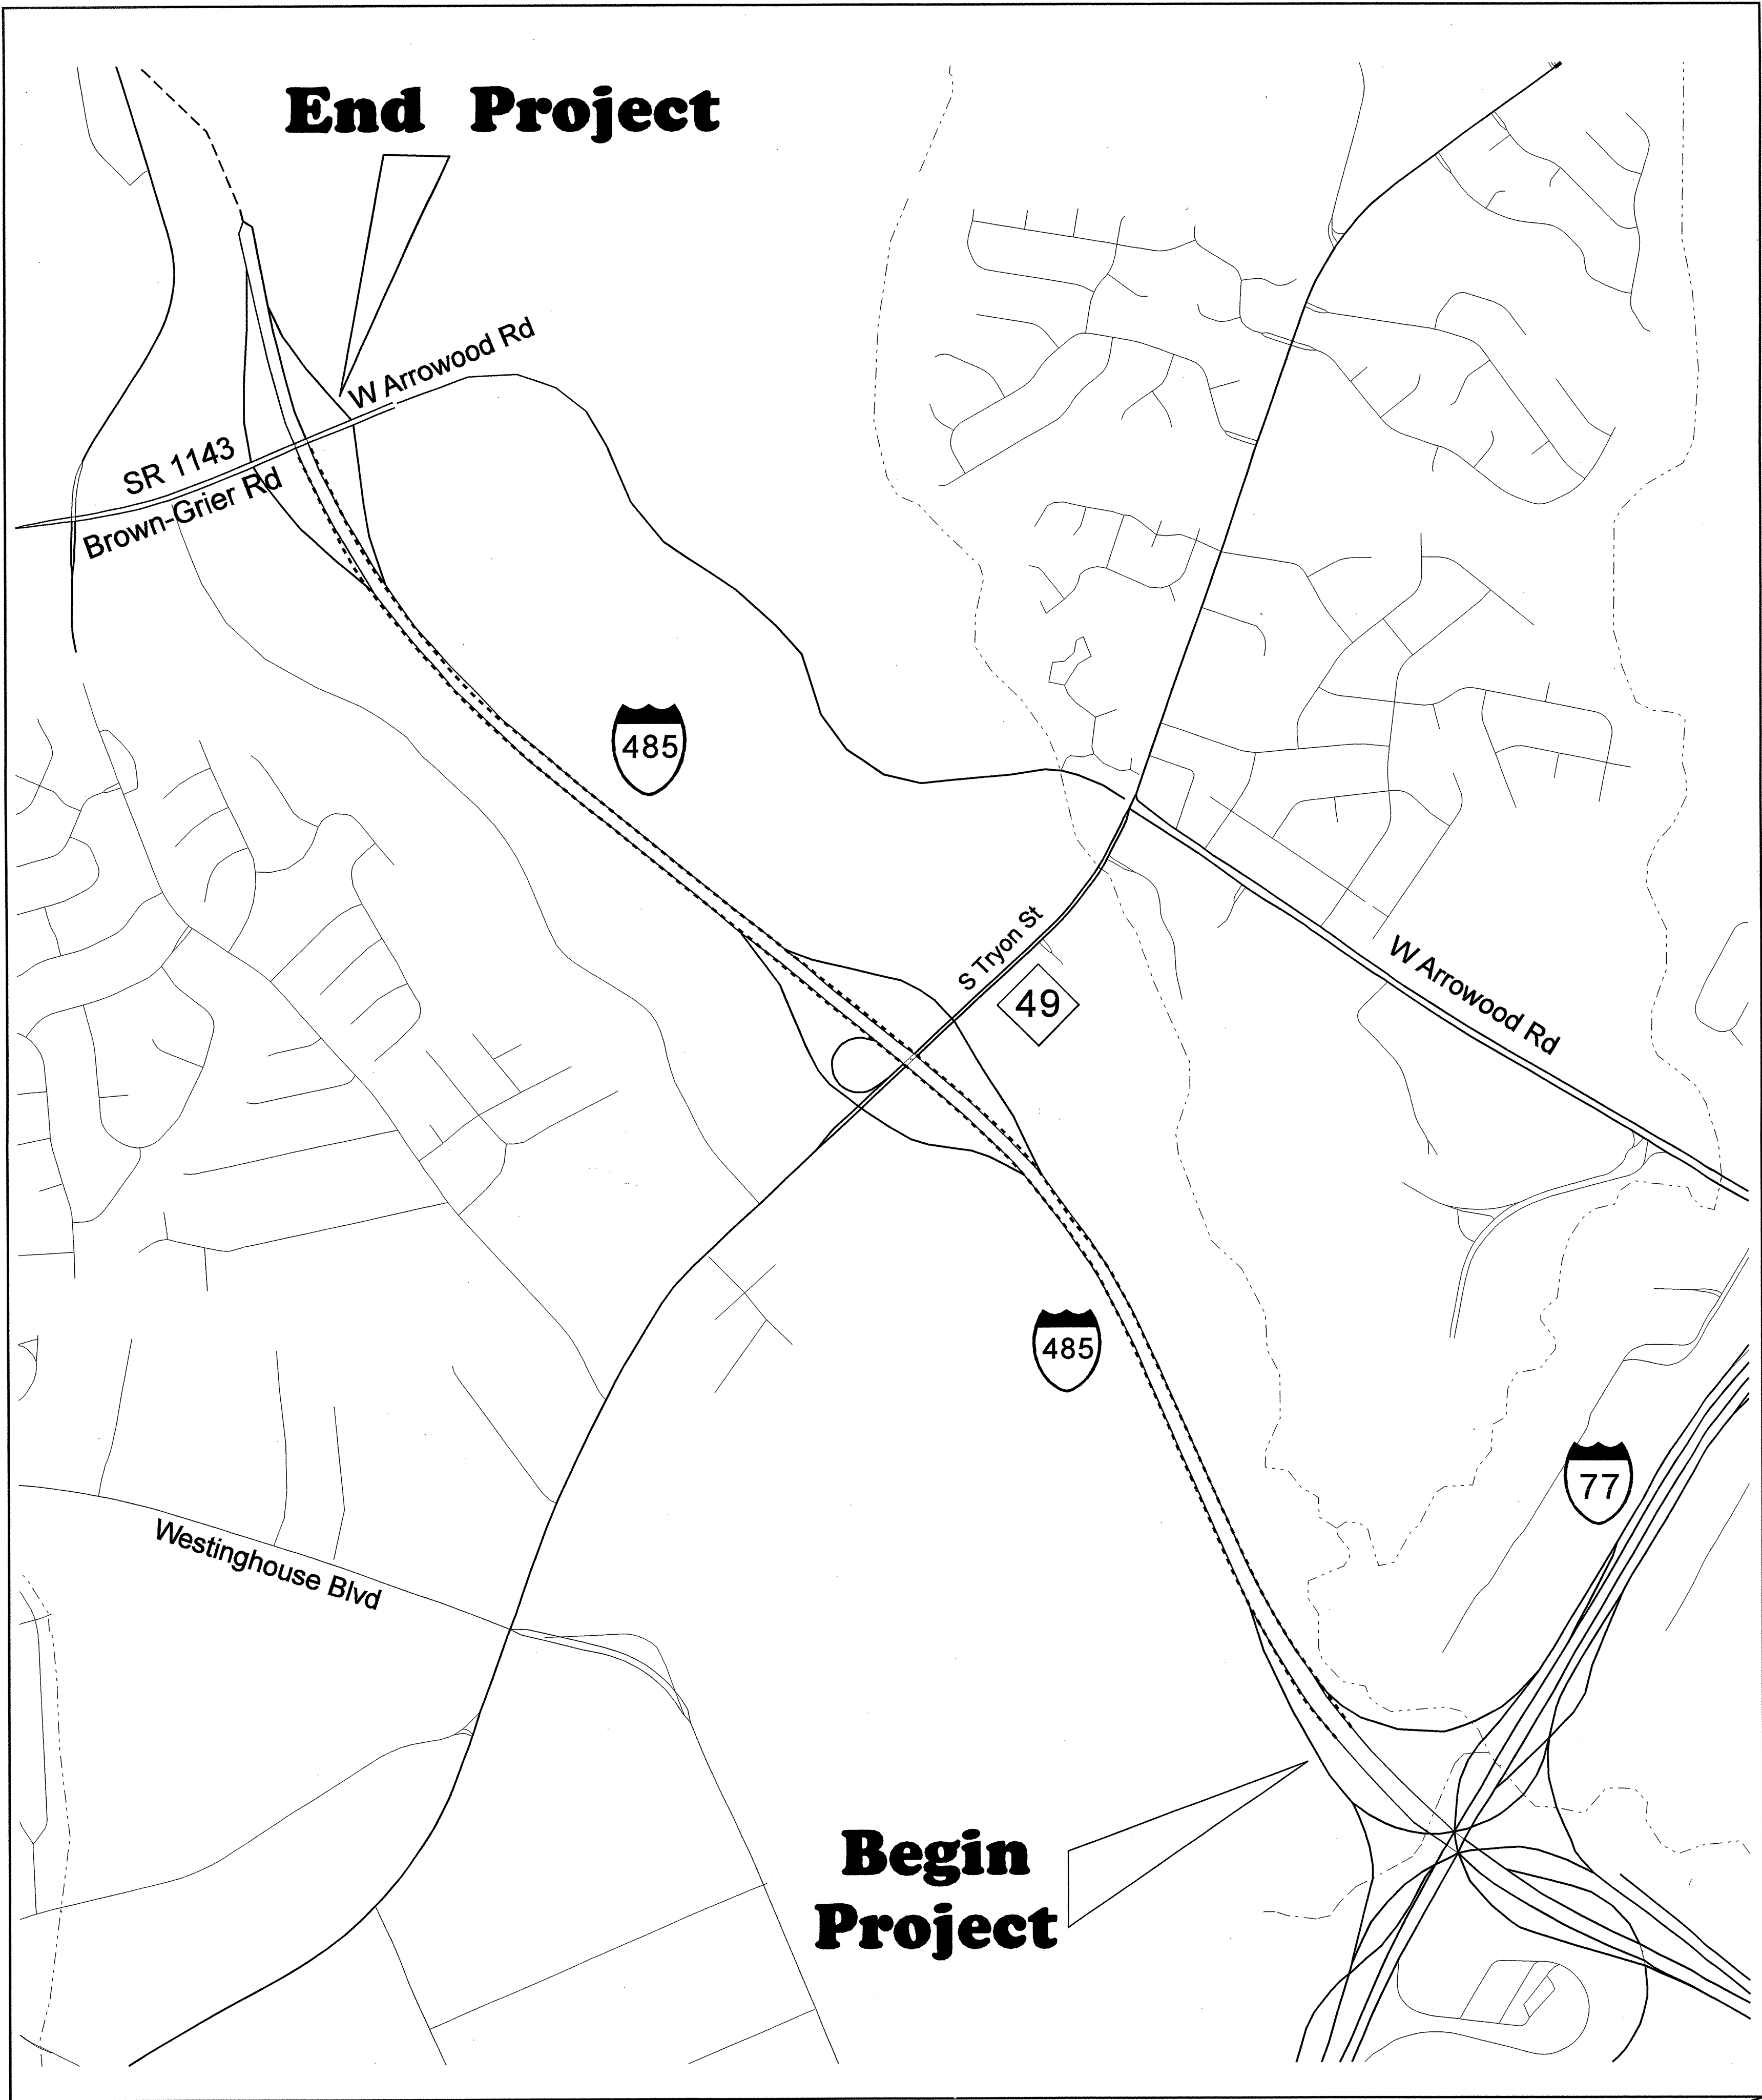 End Project
W Arrowood Rd
SR 1143
Brown-Grier Rd
485
S Tryon St
49
W Arrowood Rd
485
77
Westinghouse Blvd
Begin
Project